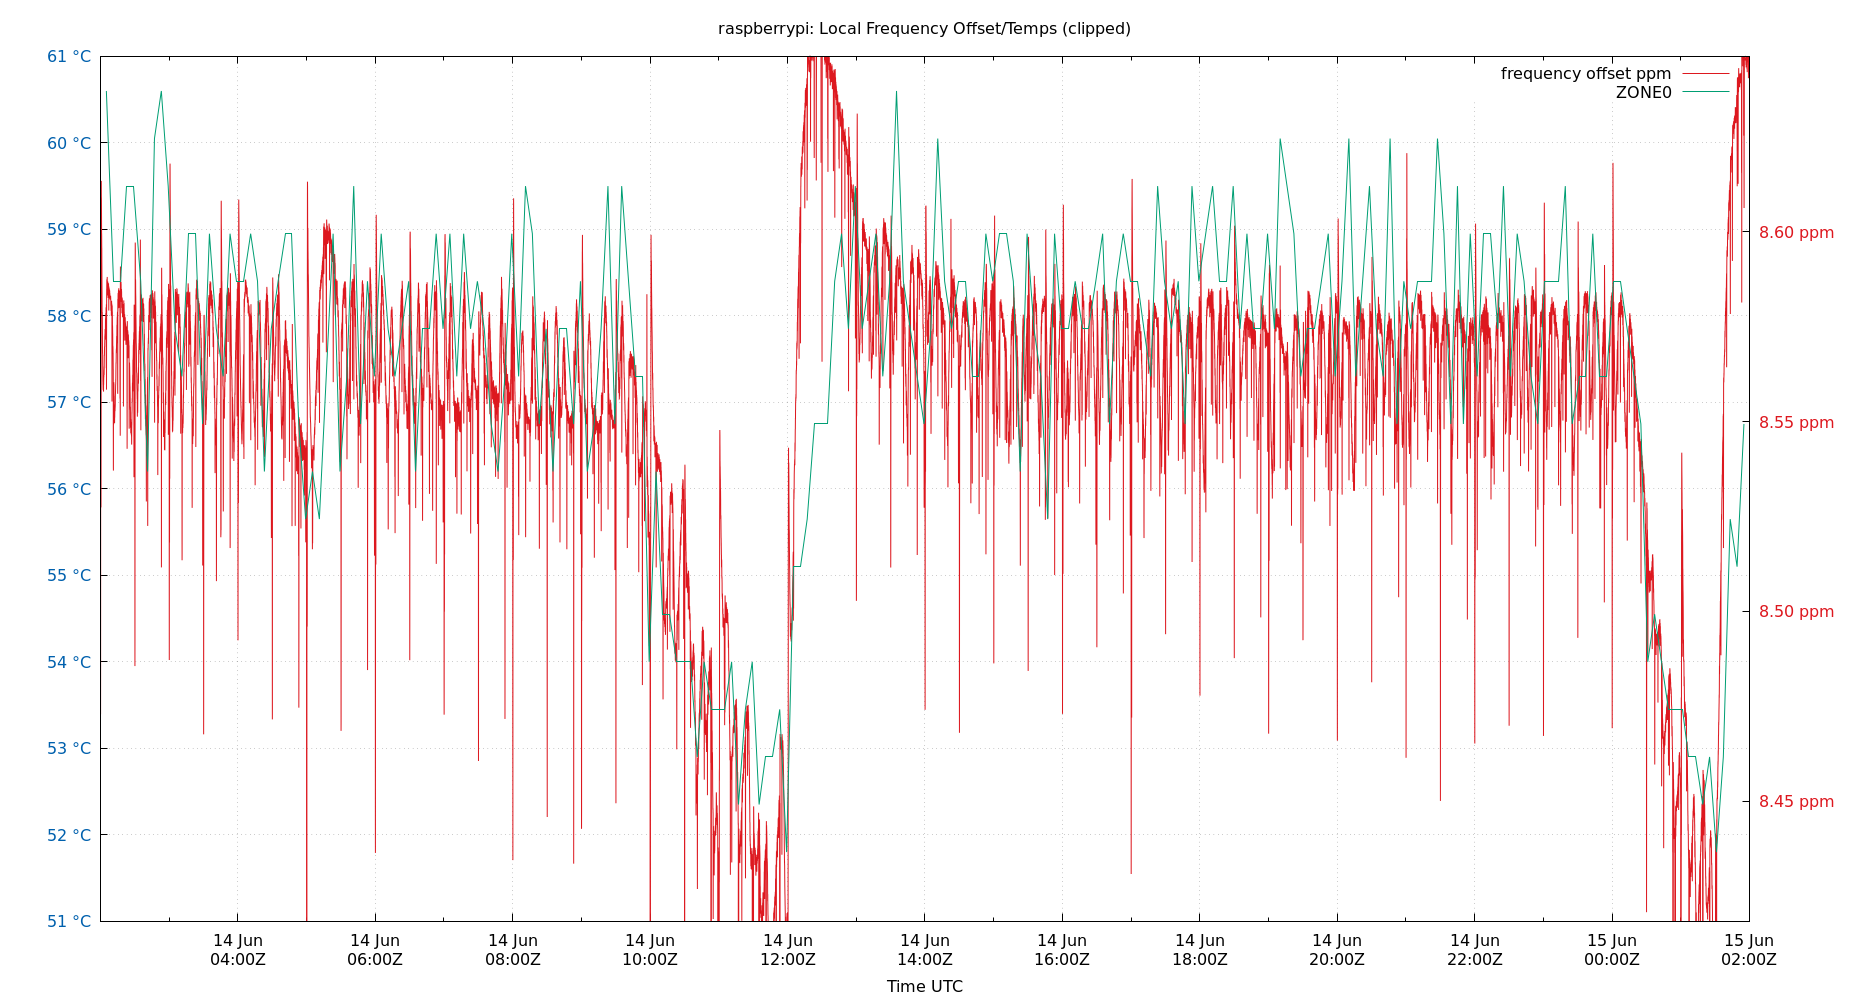 raspberrypi: Local Frequency Offset/Temps (clipped)
61 °C
60 °C
59 °C
58 °C
57 °C
56 °C
55 °C
54 °C
53 °C
52 °C
51 °C
frequency offset ppm
ZONE0
8.60 ppm
8.55 ppm
8.50 ppm
8.45 ppm
14 Jun
04:00Z
14 Jun
06:00Z
14 Jun
08:00Z
14 Jun
10:00Z
14 Jun
12:00Z
14 Jun
14:00Z
14 Jun
16:00Z
14 Jun
18:00Z
14 Jun
20:00Z
14 Jun
22:00Z
15 Jun
00:00Z
15 Jun
02:00Z
Time UTC